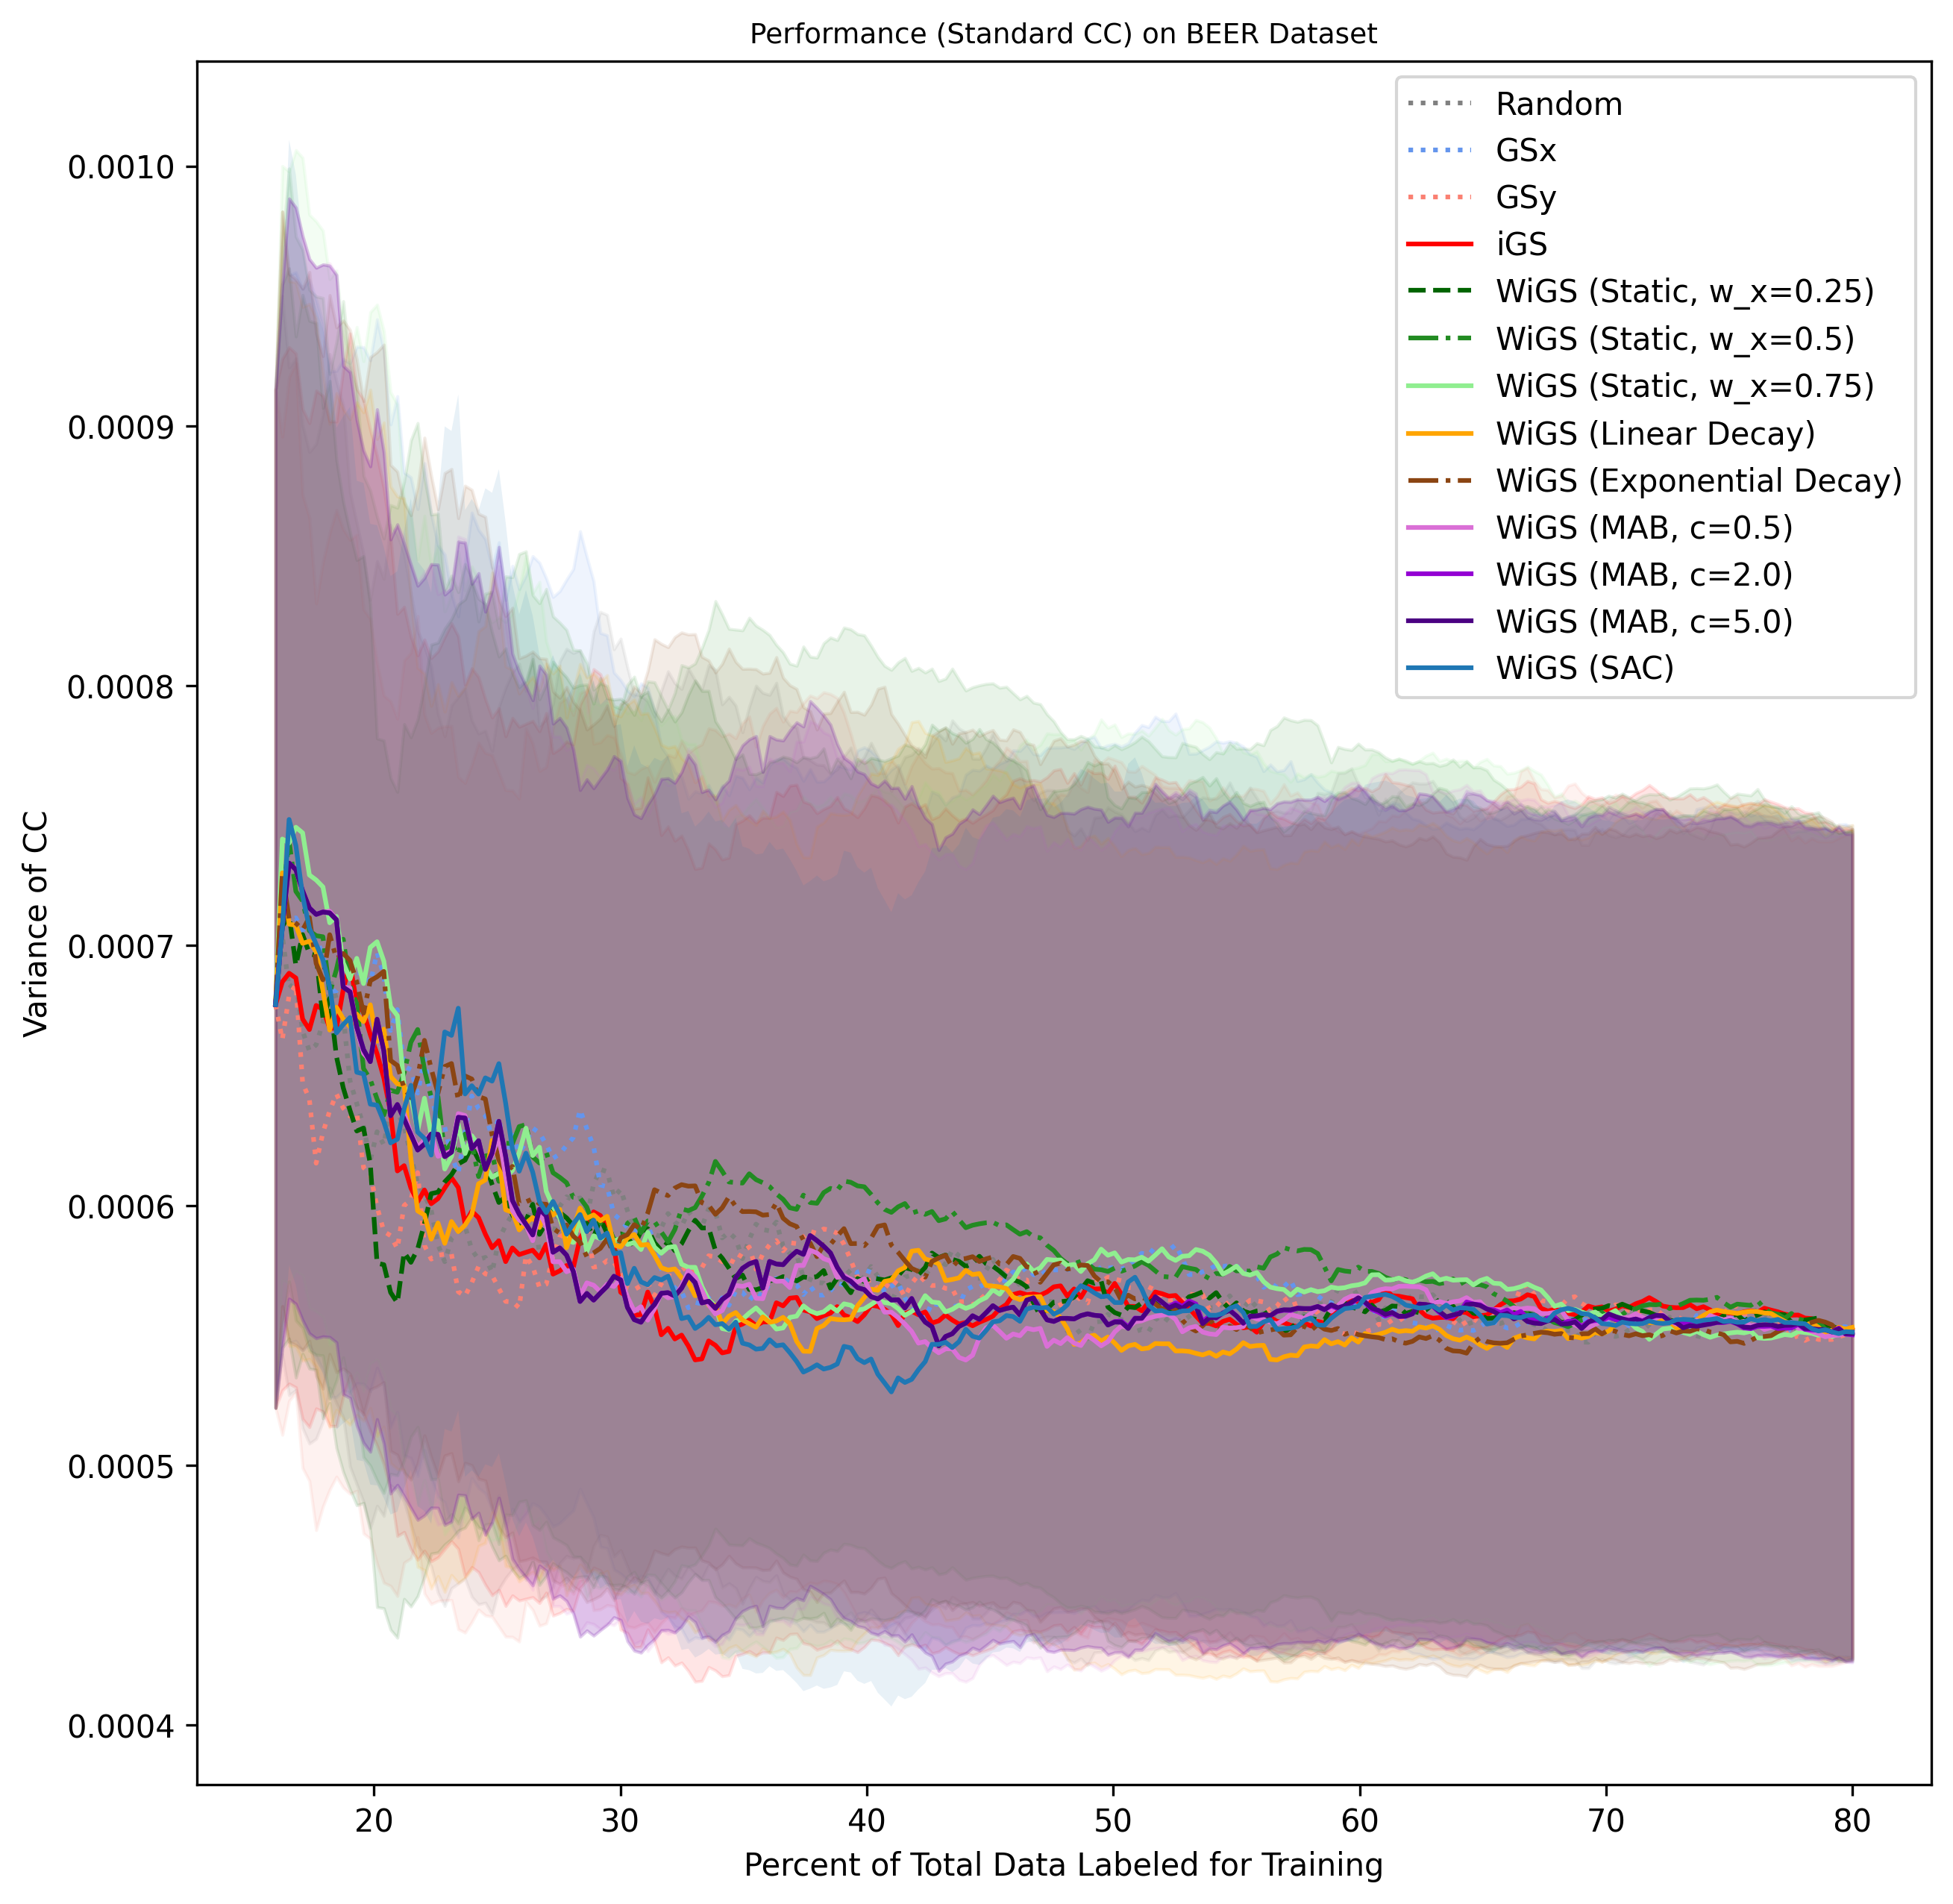 Performance (Standard CC) on BEER Dataset
Random
GSx
GSy
iGS
WiGS (Static, w_x=0.25)
WiGS (Static, w_x=0.5)
WiGS (Static, w_x=0.75)
WiGS (Linear Decay)
WiGS (Exponential Decay)
WiGS (MAB, c=0.5)
WiGS (MAB, c=2.0)
WiGS (MAB, c=5.0)
WiGS (SAC)
Variance of CC
0.0010
0.0009
0.0008
0.0007
0.0006
0.0005
0.0004
20 30 40 50 60 70 80
Percent of Total Data Labeled for Training